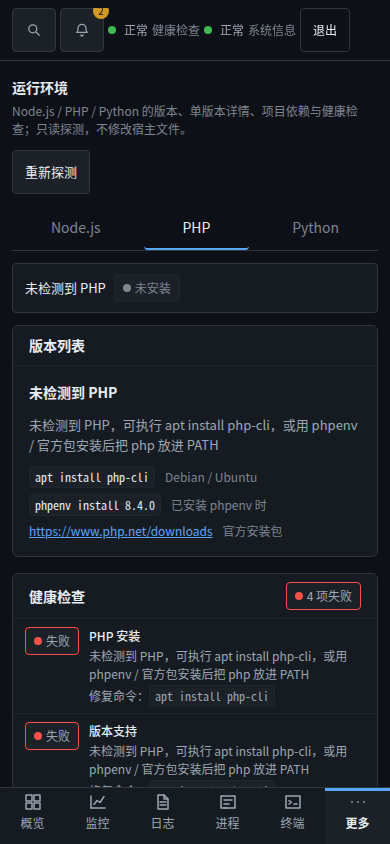 2
正常 健康检查 正常 系统信息 退出
运行环境
Node.js / PHP / Python 的版本、单版本详情、项目依赖与健康检
查；只读探测，不修改宿主文件。
重新探测
Node.js PHP Python
未检测到 PHP 未安装
版本列表
未检测到 PHP
未检测到 PHP，可执行 apt install php-cli，或用 phpenv
/ 官方包安装后把 php 放进 PATH
apt install php-cli Debian / Ubuntu
phpenv install 8.4.0 已安装 phpenv 时
https://www.php.net/downloads 官方安装包
健康检查 4 项失败
失败 PHP 安装
未检测到 PHP，可执行 apt install php-cli，或用
phpenv / 官方包安装后把 php 放进 PATH
修复命令： apt install php-cli
失败 版本支持
未检测到 PHP，可执行 apt install php-cli，或用
phpenv / 官方包安装后把 php 放进 PATH
概览 监控 日志 进程 终端 更多